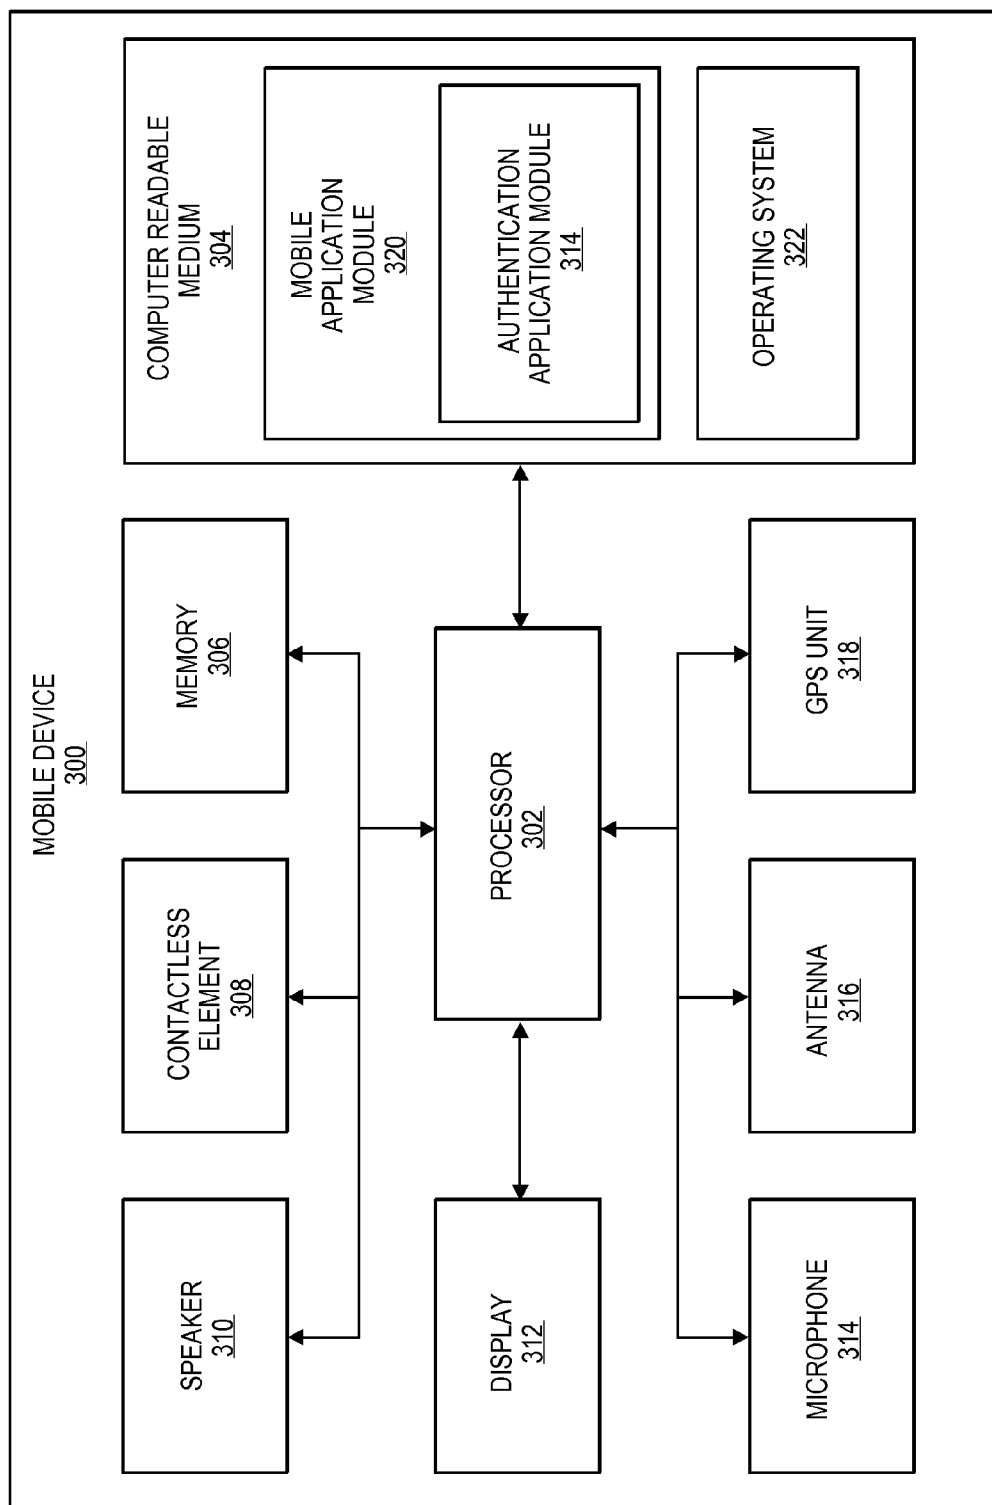 MOBILE DEVICE
300
SPEAKER
310
CONTACTLESS
ELEMENT
308
MEMORY
306
COMPUTER READABLE
MEDIUM
304
MOBILE
APPLICATION
MODULE
320
AUTHENTICATION
APPLICATION MODULE
314
OPERATING SYSTEM
322
DISPLAY
312
PROCESSOR
302
MICROPHONE
314
ANTENNA
316
GPS UNIT
318